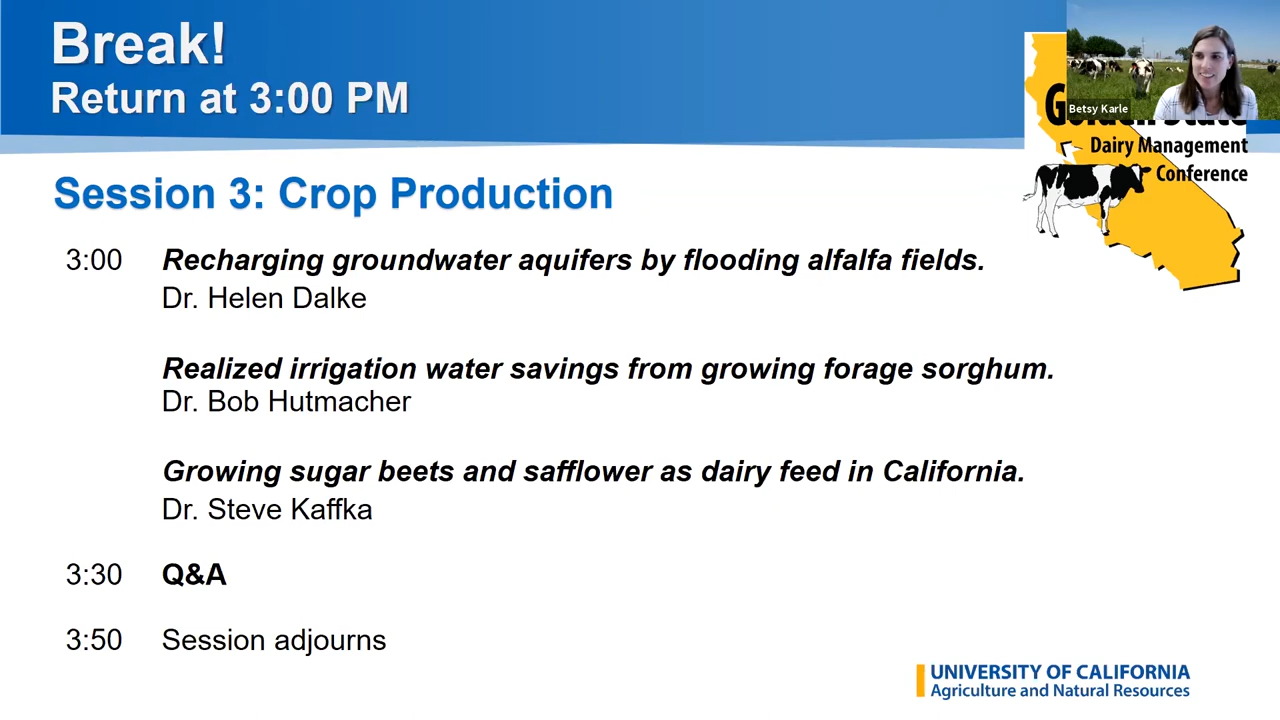 Break!
Return at 3:00 PM
Betsy Karle
Dairy Management
Conference
Session 3: Crop Production
3:00 Recharging groundwater aquifers by flooding alfalfa fields.
Dr. Helen Dalke
Realized irrigation water savings from growing forage sorghum.
Dr. Bob Hutmacher
Growing sugar beets and safflower as dairy feed in California.
Dr. Steve Kaffka
3:30 Q&A
3:50 Session adjourns
UNIVERSITY OF CALIFORNIA
Agriculture and Natural Resources